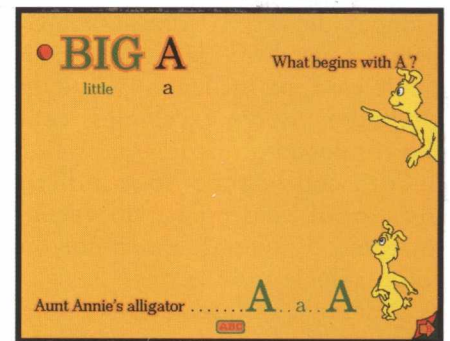 BIG A
What begins with A?
little a
Aunt Annie's alligator .......A..a..A
ABC